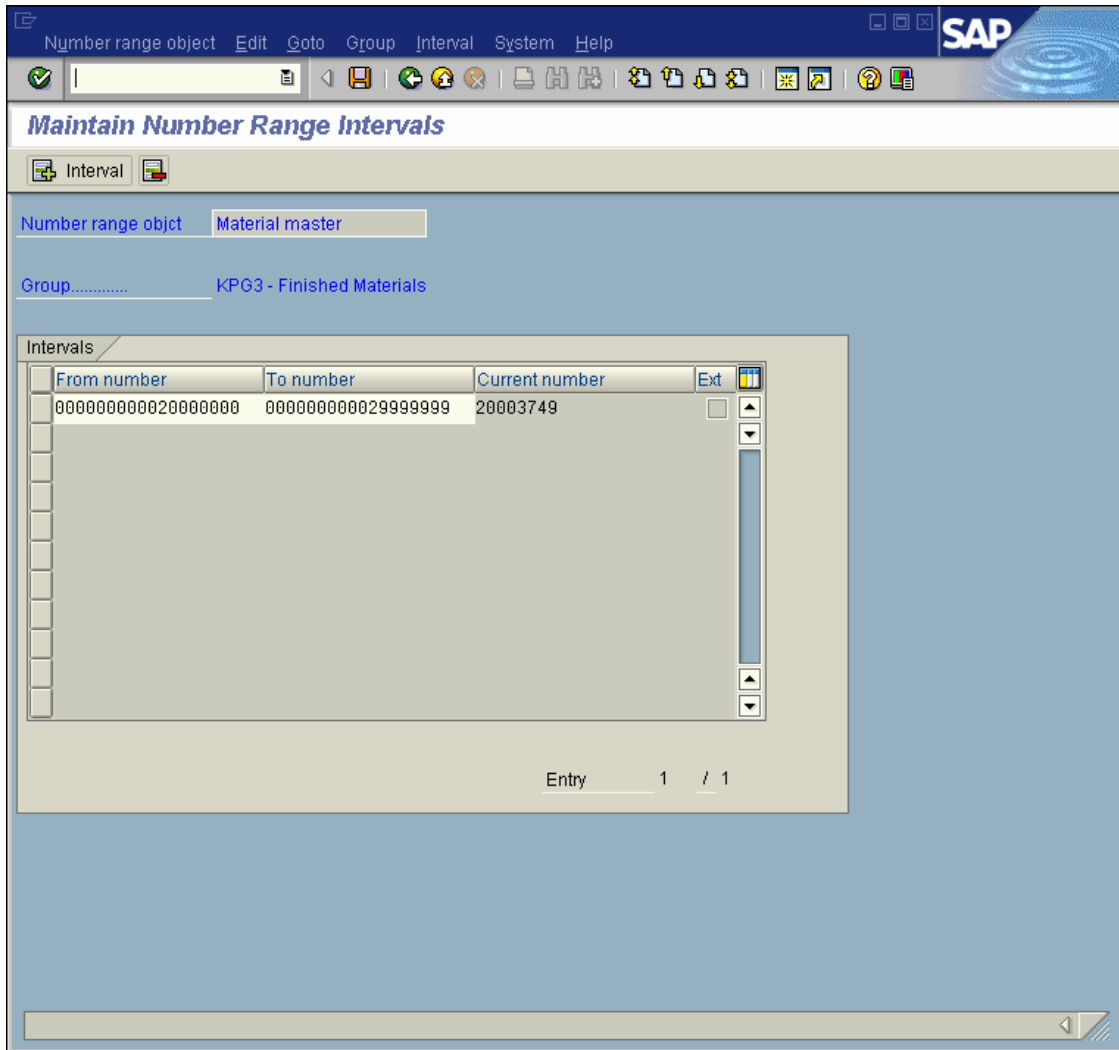 Number range object Edit Goto Group Interval System Help
SAP
Maintain Number Range Intervals
Interval
Number range objct Material master
Group............. KPG3 - Finished Materials
Intervals
From number To number Current number Ext
000000000020000000 000000000029999999 20003749
Entry 1 / 1